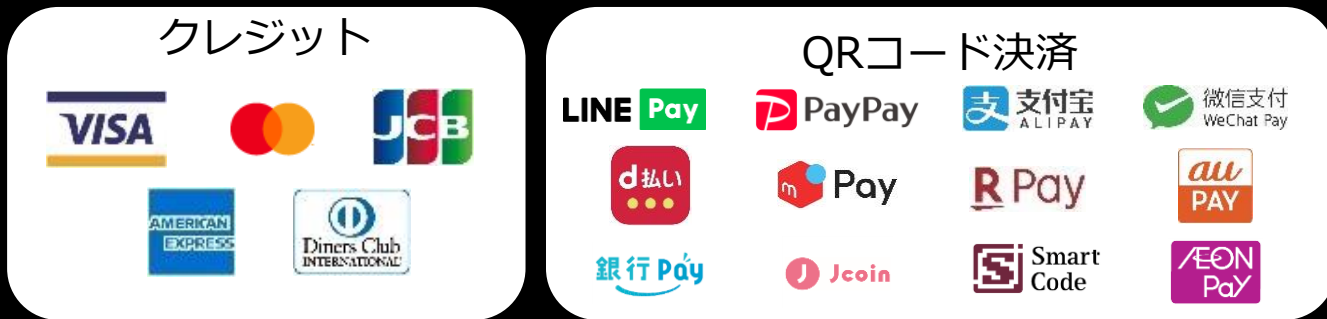 クレジット
VISA
JCB
AMERICAN
EXPRESS
Diners Club
INTERNATIONAL
QRコード決済
LINE Pay
PayPay
支 支付宝
ALIPAY
微信支付
WeChat Pay
d払い
m Pay
R Pay
au
PAY
銀行Pay
J Jcoin
S Smart
Code
ÆON
Pay